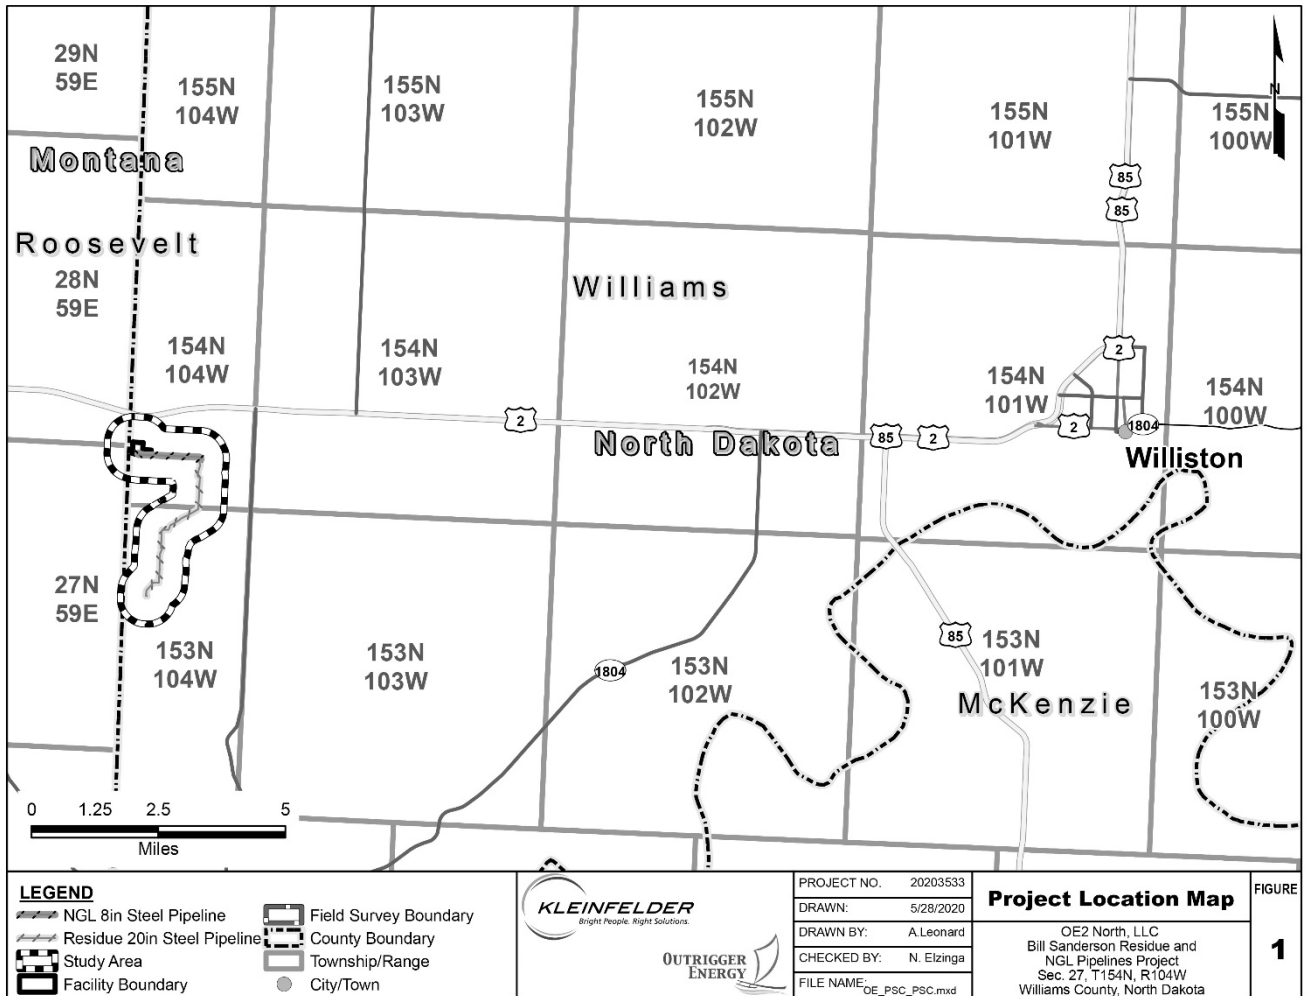 29N
59E
155N
104W
155N
103W
155N
102W
155N
101W
N
155N
100W
Montana
85
85
Roosevelt
28N
59E
Williams
154N
104W
154N
103W
154N
102W
2
154N
101W
154N
100W
2
North Dakota
85
2
2
1804
Williston
27N
59E
153N
104W
153N
103W
1804
153N
102W
85
153N
101W
McKenzie
153N
100W
0 1.25 2.5 5
Miles
LEGEND
NGL 8in Steel Pipeline
Residue 20in Steel Pipeline
Study Area
Facility Boundary
Field Survey Boundary
County Boundary
Township/Range
City/Town
KLEINFELDER
Bright People. Right Solutions.
OUTRIGGER
ENERGY
PROJECT NO. 20203533
DRAWN: 5/28/2020
DRAWN BY: A.Leonard
CHECKED BY: N. Elzinga
FILE NAME: OE_PSC_PSC.mxd
Project Location Map
OE2 North, LLC
Bill Sanderson Residue and
NGL Pipelines Project
Sec. 27, T154N, R104W
Williams County, North Dakota
FIGURE
1